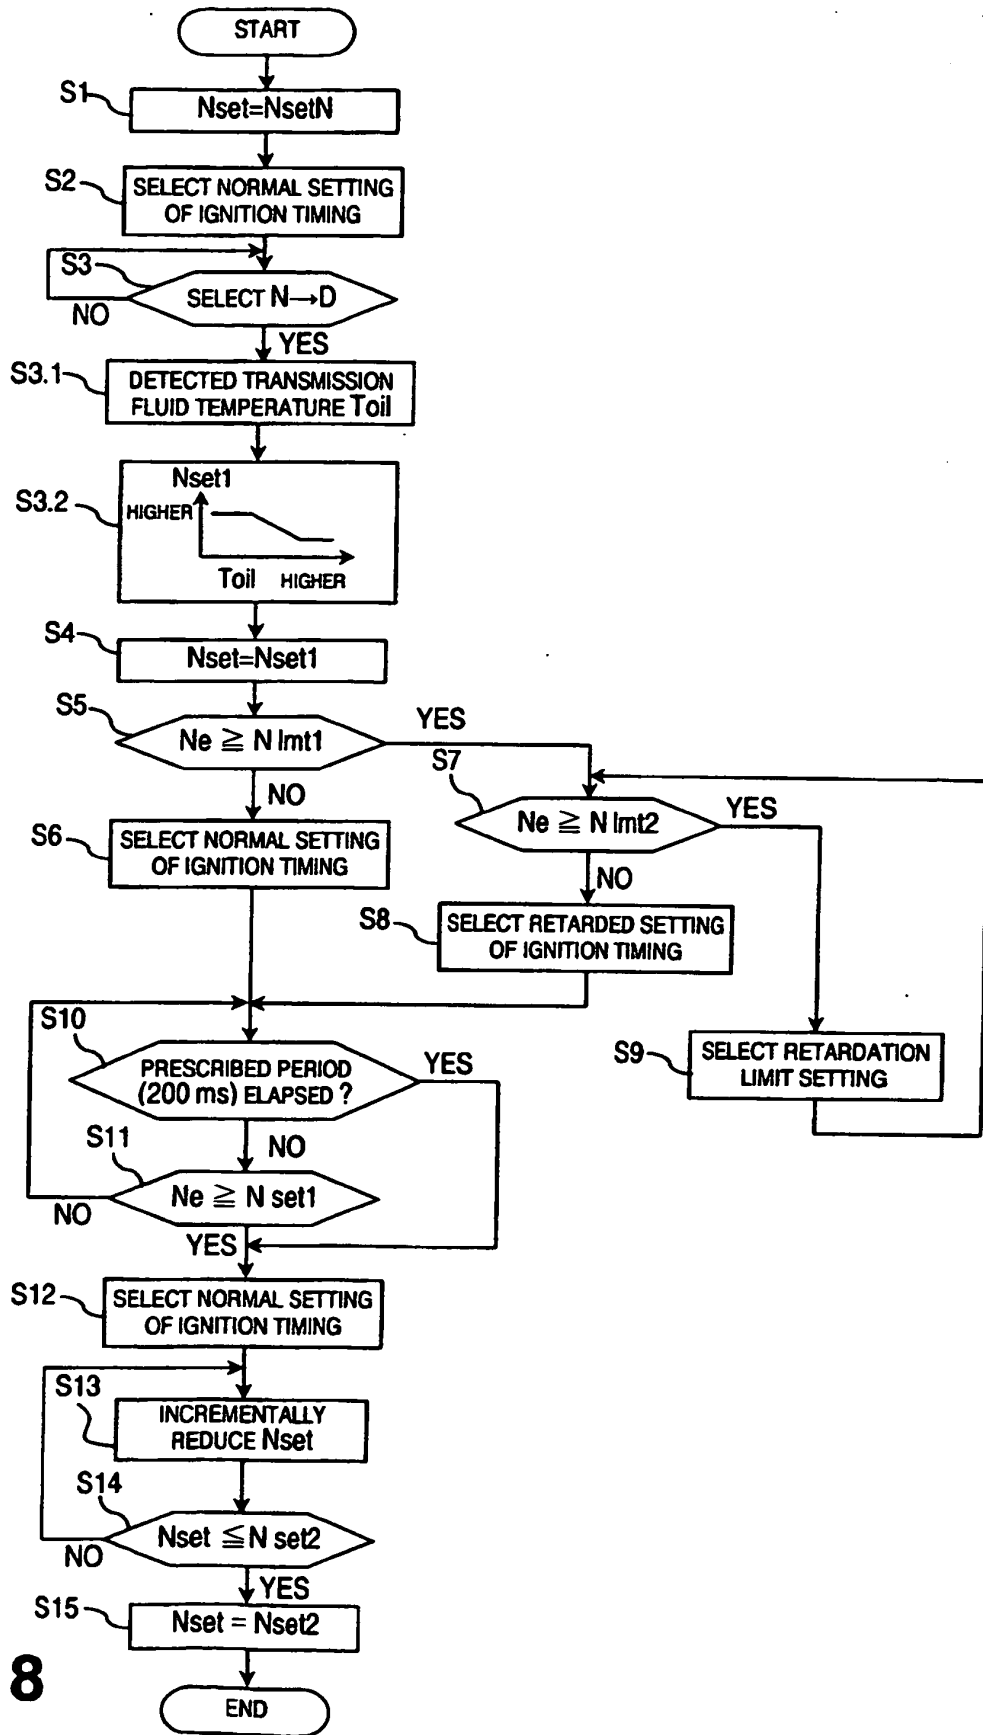 START
S1
Nset=NsetN
S2
SELECT NORMAL SETTING
OF IGNITION TIMING
S3
SELECT N→D
NO
YES
S3.1
DETECTED TRANSMISSION
FLUID TEMPERATURE Toil
S3.2
Nset1
HIGHER
Toil HIGHER
S4
Nset=Nset1
S5
Ne ≧ N lmt1
YES
NO
S6
SELECT NORMAL SETTING
OF IGNITION TIMING
S7
Ne ≧ N lmt2
YES
NO
S8
SELECT RETARDED SETTING
OF IGNITION TIMING
S9
SELECT RETARDATION
LIMIT SETTING
S10
PRESCRIBED PERIOD
(200 ms) ELAPSED ?
YES
NO
S11
Ne ≧ N set1
NO
YES
S12
SELECT NORMAL SETTING
OF IGNITION TIMING
S13
INCREMENTALLY
REDUCE Nset
S14
Nset ≦ N set2
NO
YES
S15
Nset = Nset2
END
8